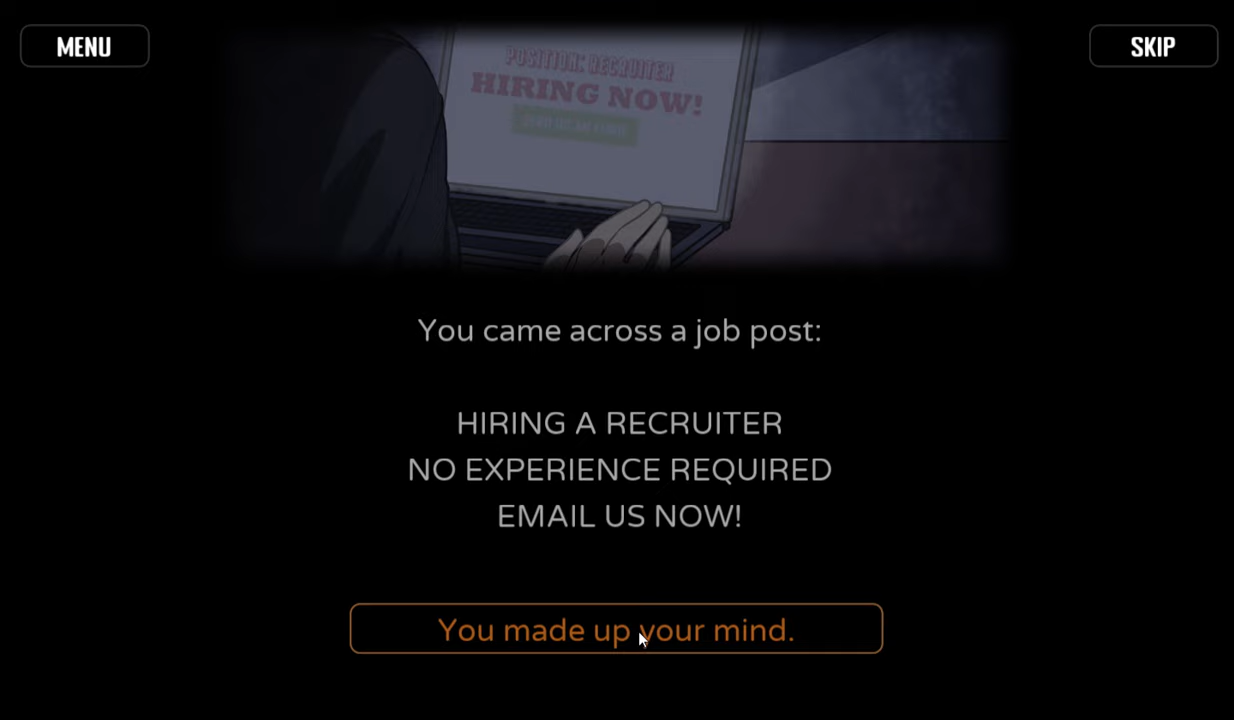 MENU
SKIP
POSITION: RECRUITER
HIRING NOW!
You came across a job post:
HIRING A RECRUITER
NO EXPERIENCE REQUIRED
EMAIL US NOW!
You made up your mind.